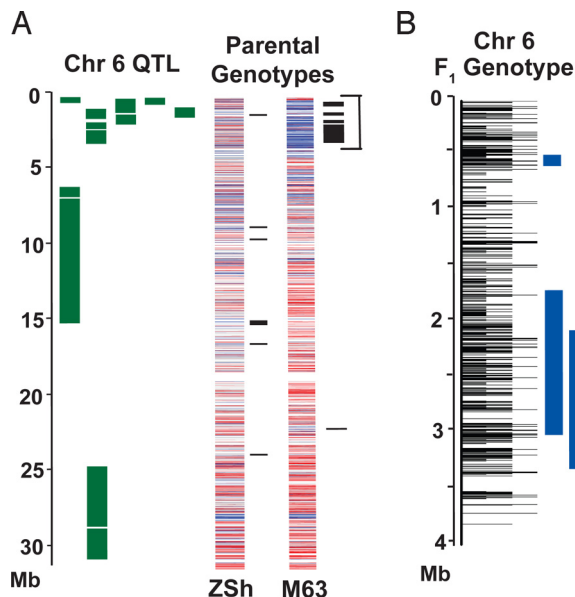 A
Chr 6 QTL
Parental
Genotypes
0
5
10
15
20
25
30
Mb
ZSh
M63
B
Chr 6
F1 Genotype
0
1
2
3
4
Mb